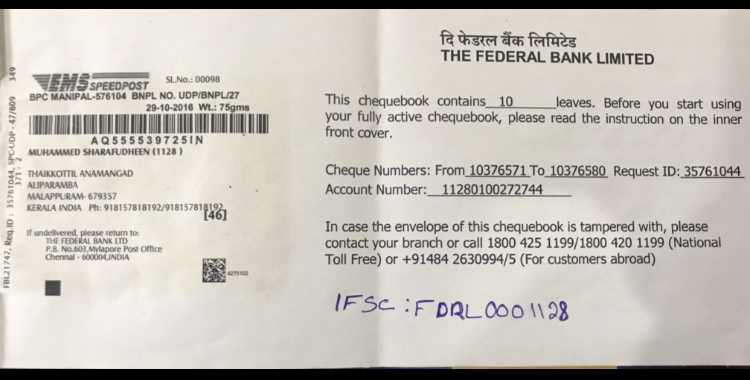 FBL21747, Req.ID : 35761044, SPC-UDP - 47/609 349
371 - 2
EMS SPEEDPOST SL.No.: 00098
BPC MANIPAL-576104 BNPL NO. UDP/BNPL/27
29-10-2016 Wt.: 75gms
AQ555539725IN
MUHAMMED SHARAFUDHEEN (1128 )
THAIKKOTTIL ANAMANGAD
ALIPARAMBA
MALAPPURAM- 679357
KERALA INDIA Ph: 918157818192/918157818192
[46]
If undelivered, please return to:
THE FEDERAL BANK LTD
P.B. No.603,Mylapore Post Office
Chennai - 600004,INDIA
4275102
दि फेडरल बैंक लिमिटेड
THE FEDERAL BANK LIMITED
This chequebook contains 10 leaves. Before you start using
your fully active chequebook, please read the instruction on the inner
front cover.
Cheque Numbers: From 10376571 To 10376580 Request ID: 35761044
Account Number: 11280100272744
In case the envelope of this chequebook is tampered with, please
contact your branch or call 1800 425 1199/1800 420 1199 (National
Toll Free) or +91484 2630994/5 (For customers abroad)
IFSC : FDRL0001128